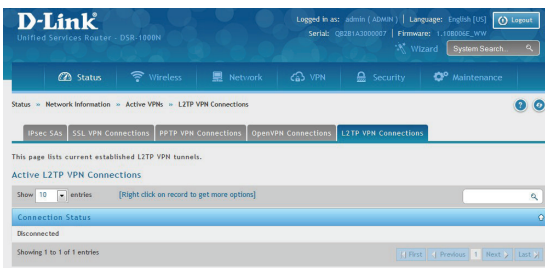 D-Link
Logged in as: admin ( ADMIN ) | Language: English [US] Logout
Unified Services Router - DSR-1000N
Serial: QB2B1A3000007 | Firmware: 1.10B006E_WW
Wizard System Search..
Status Wireless Network VPN Security Maintenance
Status » Network Information » Active VPNs » L2TP VPN Connections
IPsec SAs SSL VPN Connections PPTP VPN Connections OpenVPN Connections L2TP VPN Connections
This page lists current established L2TP VPN tunnels.
Active L2TP VPN Connections
Show 10 entries [Right click on record to get more options]
Connection Status
Disconnected
Showing 1 to 1 of 1 entries First Previous 1 Next Last